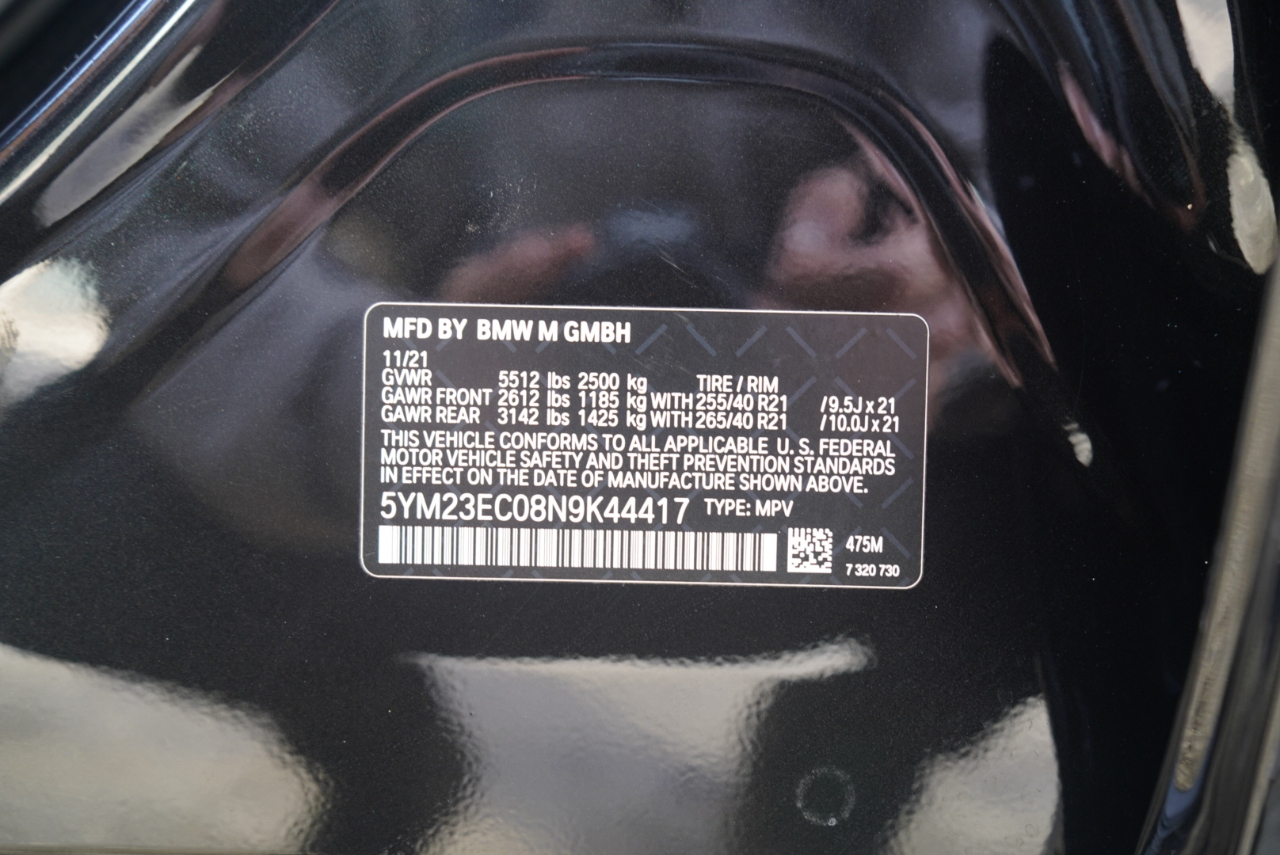 MFD BY BMW M GMBH
11/21
GVWR 5512 lbs 2500 kg TIRE / RIM
GAWR FRONT 2612 lbs 1185 kg WITH 255/40 R21 /9.5J x 21
GAWR REAR 3142 lbs 1425 kg WITH 265/40 R21 /10.0J x 21
THIS VEHICLE CONFORMS TO ALL APPLICABLE U. S. FEDERAL
MOTOR VEHICLE SAFETY AND THEFT PREVENTION STANDARDS
IN EFFECT ON THE DATE OF MANUFACTURE SHOWN ABOVE.
5YM23EC08N9K44417 TYPE: MPV
475M
7 320 730